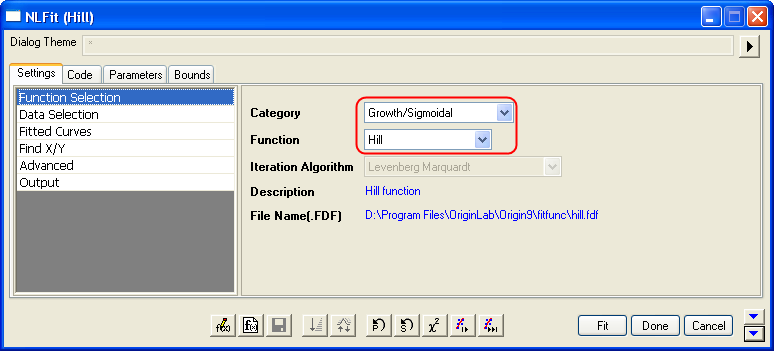 NLFit (Hill)
Dialog Theme *
Settings Code Parameters Bounds
Function Selection
Data Selection
Fitted Curves
Find X/Y
Advanced
Output
Category Growth/Sigmoidal
Function Hill
Iteration Algorithm Levenberg Marquardt
Description Hill function
File Name(.FDF) D:\Program Files\OriginLab\Origin9\fitfunc\hill.fdf
f(x) f(x) P S χ² Fit Done Cancel